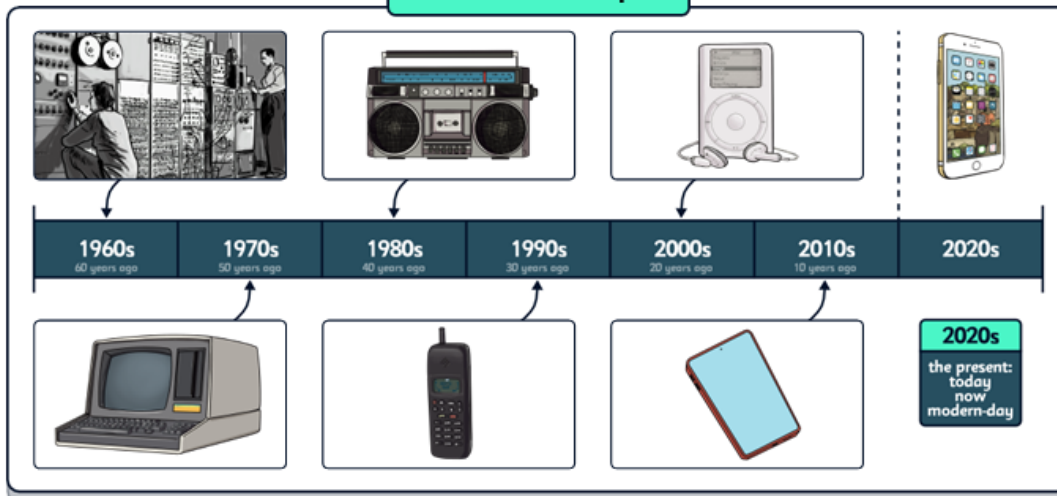 1960s
60 years ago
1970s
50 years ago
1980s
40 years ago
1990s
30 years ago
2000s
20 years ago
2010s
10 years ago
2020s
2020s
the present:
today
now
modern-day